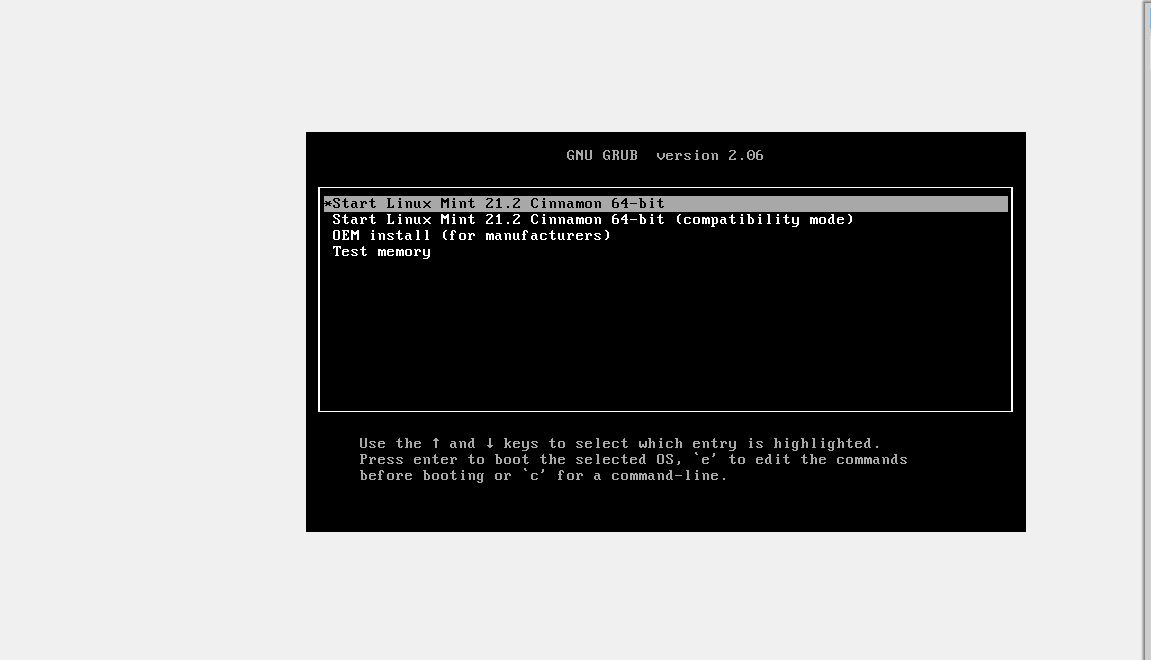 GNU GRUB  version 2.06
*Start Linux Mint 21.2 Cinnamon 64-bit
Start Linux Mint 21.2 Cinnamon 64-bit (compatibility mode)
OEM install (for manufacturers)
Test memory
Use the ↑ and ↓ keys to select which entry is highlighted.
Press enter to boot the selected OS, `e' to edit the commands
before booting or `c' for a command-line.